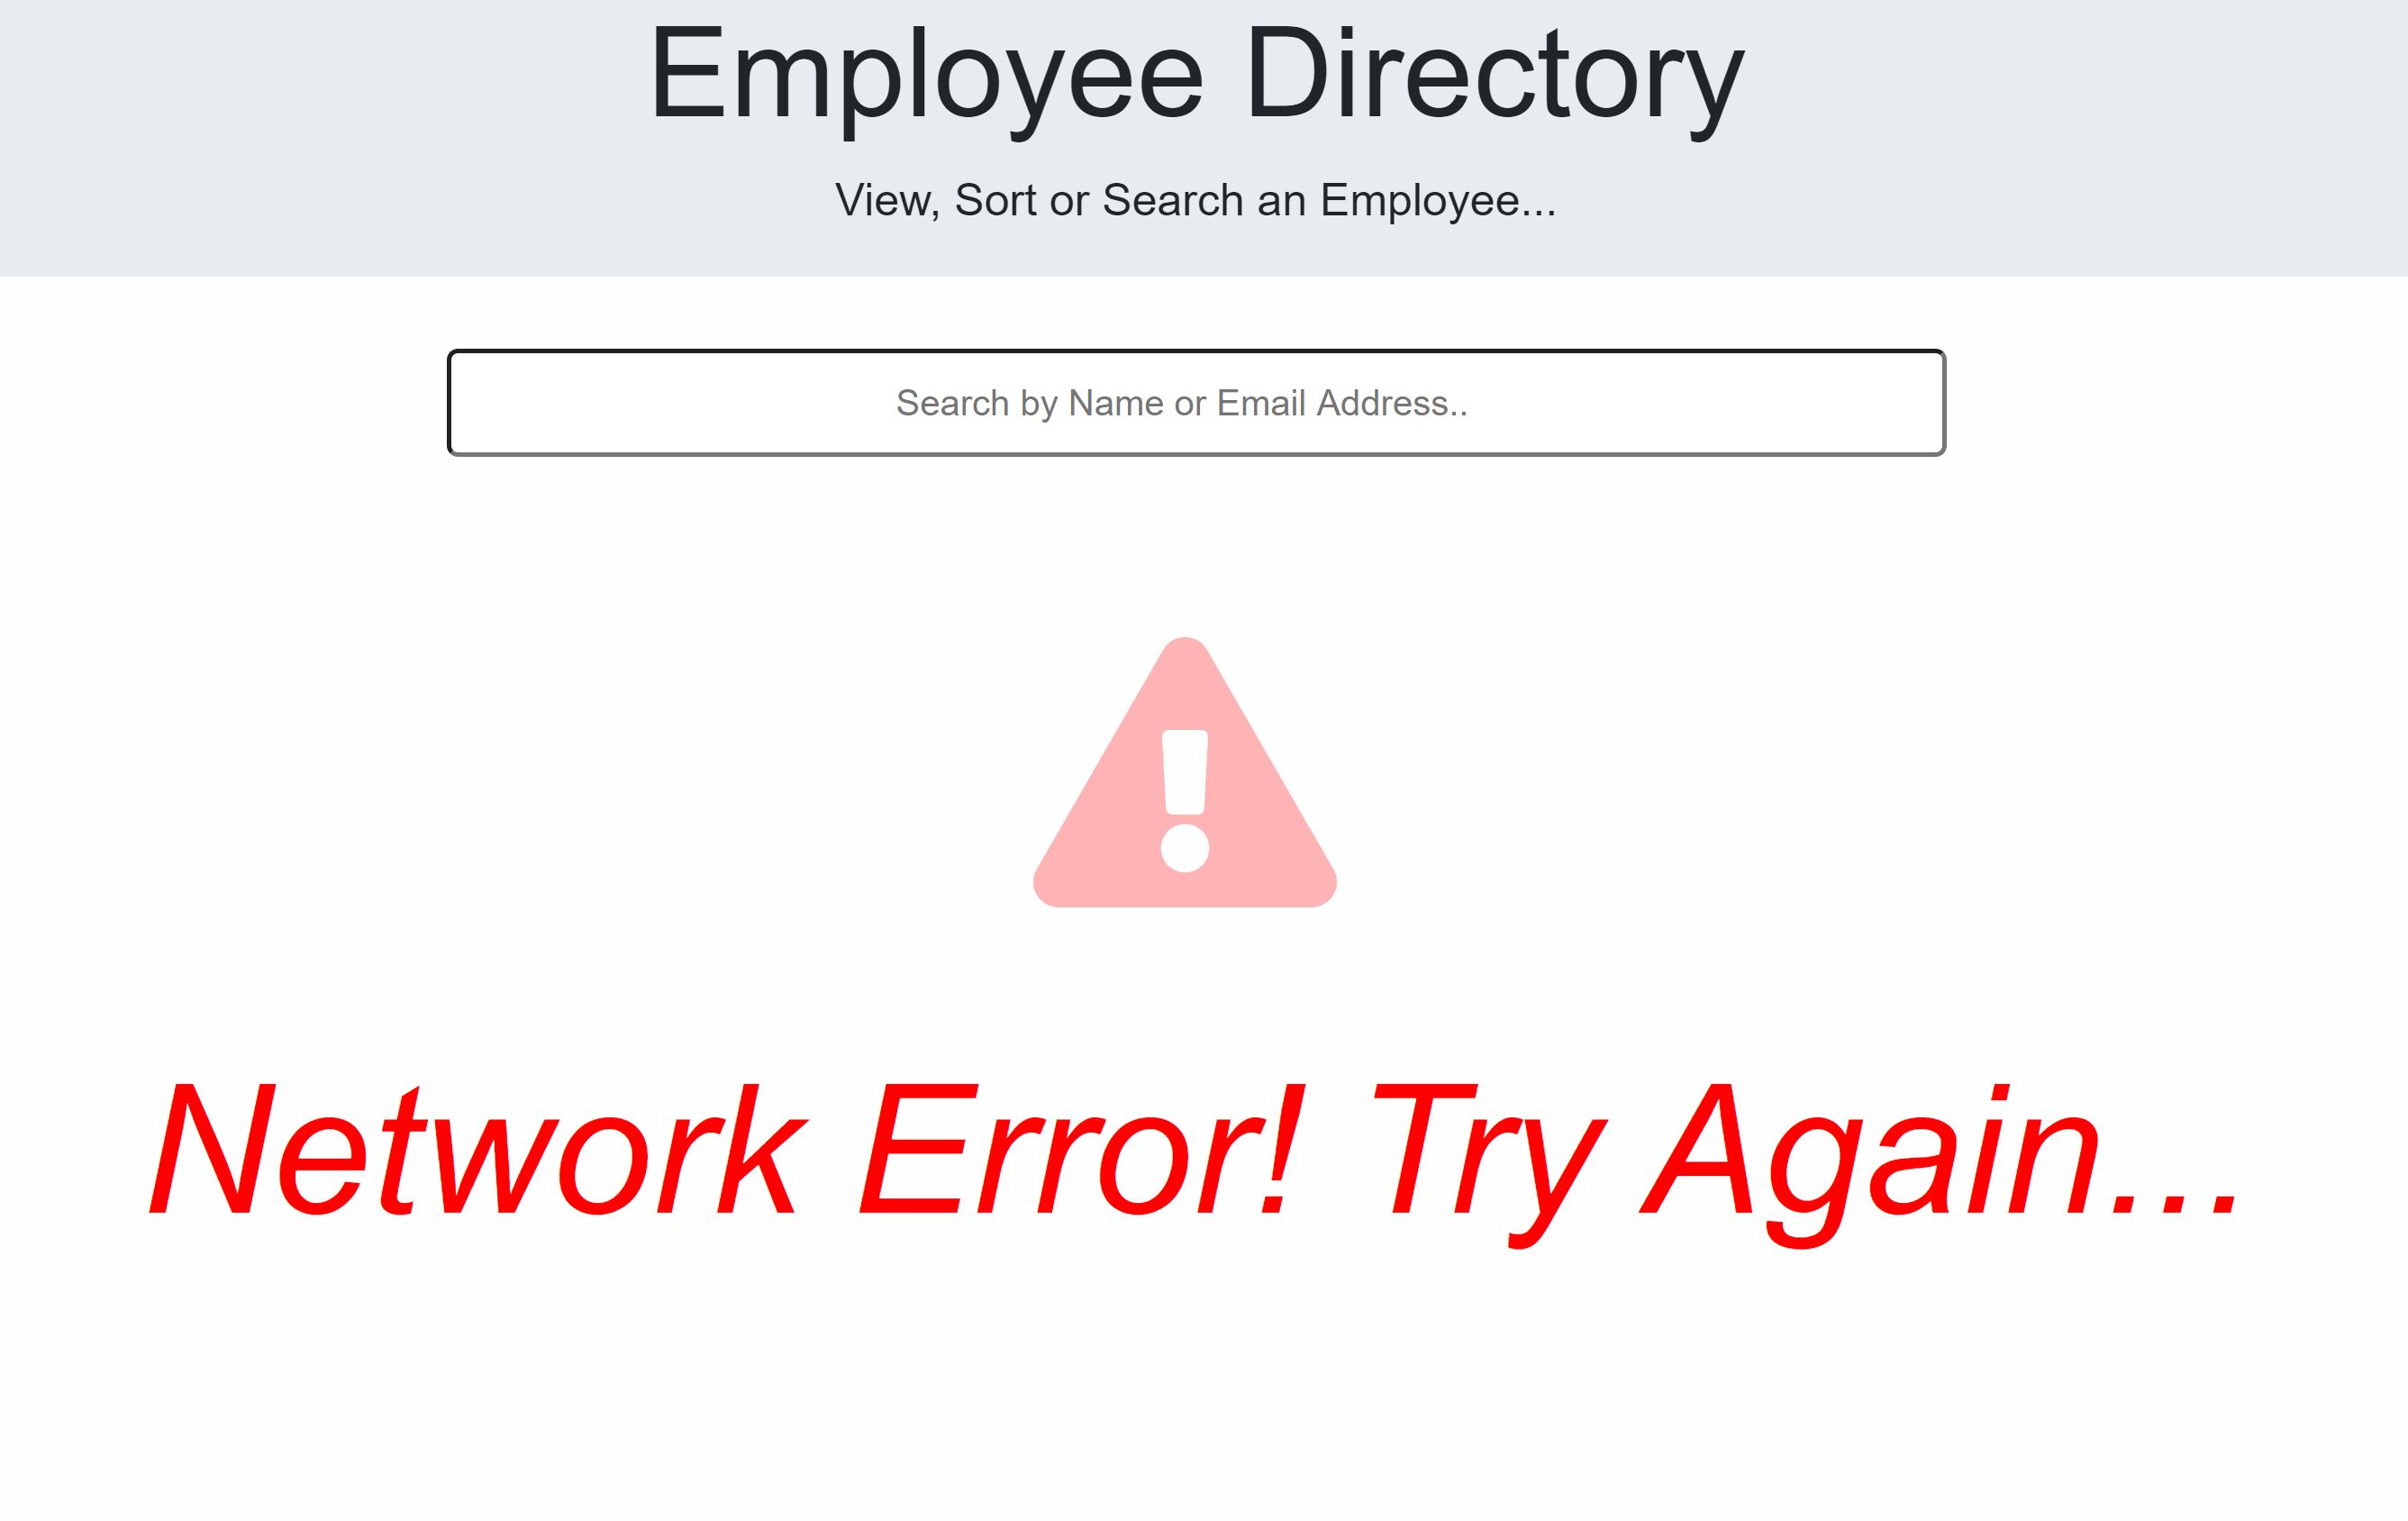 Employee Directory
View, Sort or Search an Employee...
Search by Name or Email Address..
Network Error! Try Again...